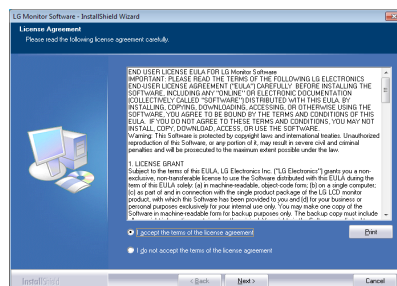 LG Monitor Software - InstallShield Wizard
License Agreement
Please read the following license agreement carefully.
END USER LICENSE EULA FOR LG Monitor Software
IMPORTANT: PLEASE READ THE TERMS OF THE FOLLOWING LG ELECTRONICS
END-USER LICENSE AGREEMENT ("EULA") CAREFULLY BEFORE INSTALLING THE
SOFTWARE, INCLUDING ANY "ONLINE" OR ELECTRONIC DOCUMENTATION
(COLLECTIVELY CALLED "SOFTWARE") DISTRIBUTED WITH THIS EULA. BY
INSTALLING, COPYING, DOWNLOADING, ACCESSING, OR OTHERWISE USING THE
SOFTWARE, YOU AGREE TO BE BOUND BY THE TERMS AND CONDITIONS OF THIS
EULA. IF YOU DO NOT AGREE TO THESE TERMS AND CONDITIONS, YOU MAY NOT
INSTALL, COPY, DOWNLOAD, ACCESS, OR USE THE SOFTWARE.
Warning: This Software is protected by copyright laws and international treaties. Unauthorized
reproduction of this Software, or any portion of it, may result in severe civil and criminal
penalties and will be prosecuted to the maximum extent possible under the law.
1. LICENSE GRANT
Subject to the terms of this EULA, LG Electronics Inc. ("LG Electronics") grants you a non-
exclusive, non-transferable license to use the Software distributed with this EULA during the
term of this EULA solely: (a) in machine-readable, object-code form; (b) on a single computer;
(c) as part of and in connection with the single product package of the LG LCD monitor
product, with which this Software has been provided to you and (d) for your business or
personal purposes exclusively for your internal use only. You may make one copy of the
Software in machine-readable form for backup purposes only. The backup copy must include
I accept the terms of the license agreement
Print
I do not accept the terms of the license agreement
InstallShield
< Back
Next >
Cancel